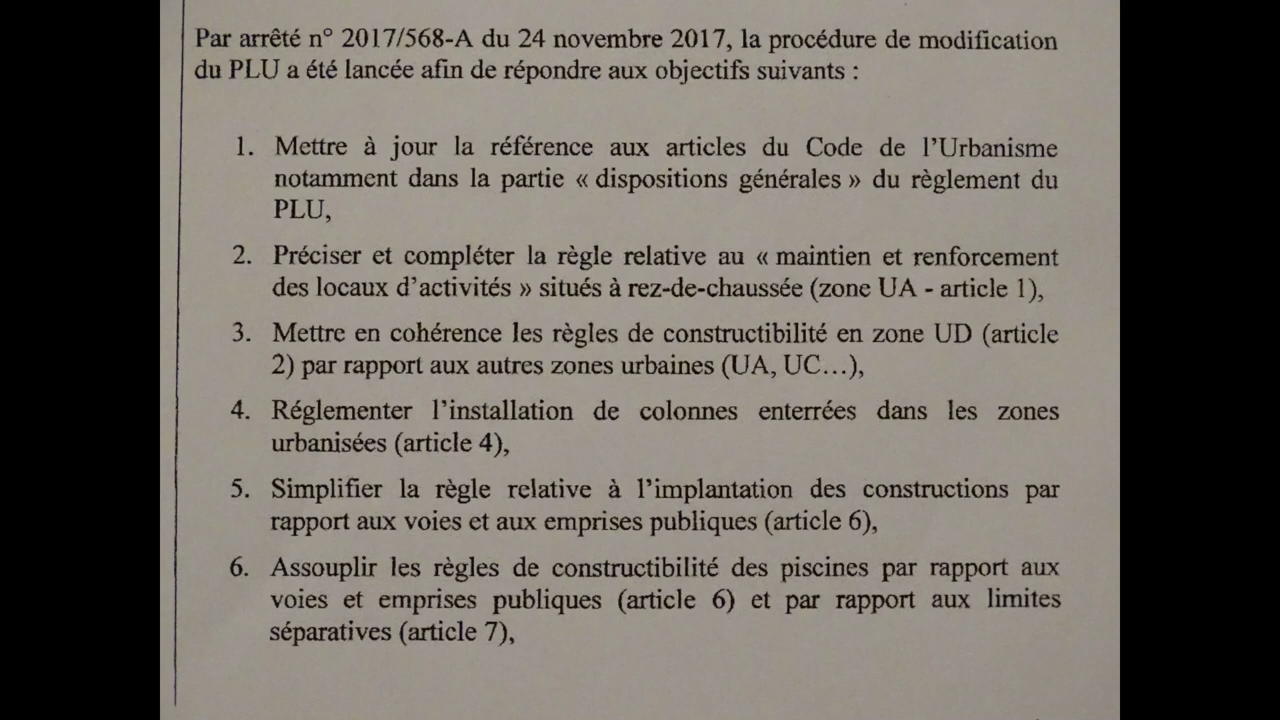 Par arrêté n° 2017/568-A du 24 novembre 2017, la procédure de modification
du PLU a été lancée afin de répondre aux objectifs suivants :
1. Mettre à jour la référence aux articles du Code de l'Urbanisme
notamment dans la partie « dispositions générales » du règlement du
PLU,
2. Préciser et compléter la règle relative au « maintien et renforcement
des locaux d'activités » situés à rez-de-chaussée (zone UA - article 1),
3. Mettre en cohérence les règles de constructibilité en zone UD (article
2) par rapport aux autres zones urbaines (UA, UC…),
4. Réglementer l'installation de colonnes enterrées dans les zones
urbanisées (article 4),
5. Simplifier la règle relative à l'implantation des constructions par
rapport aux voies et aux emprises publiques (article 6),
6. Assouplir les règles de constructibilité des piscines par rapport aux
voies et emprises publiques (article 6) et par rapport aux limites
séparatives (article 7),